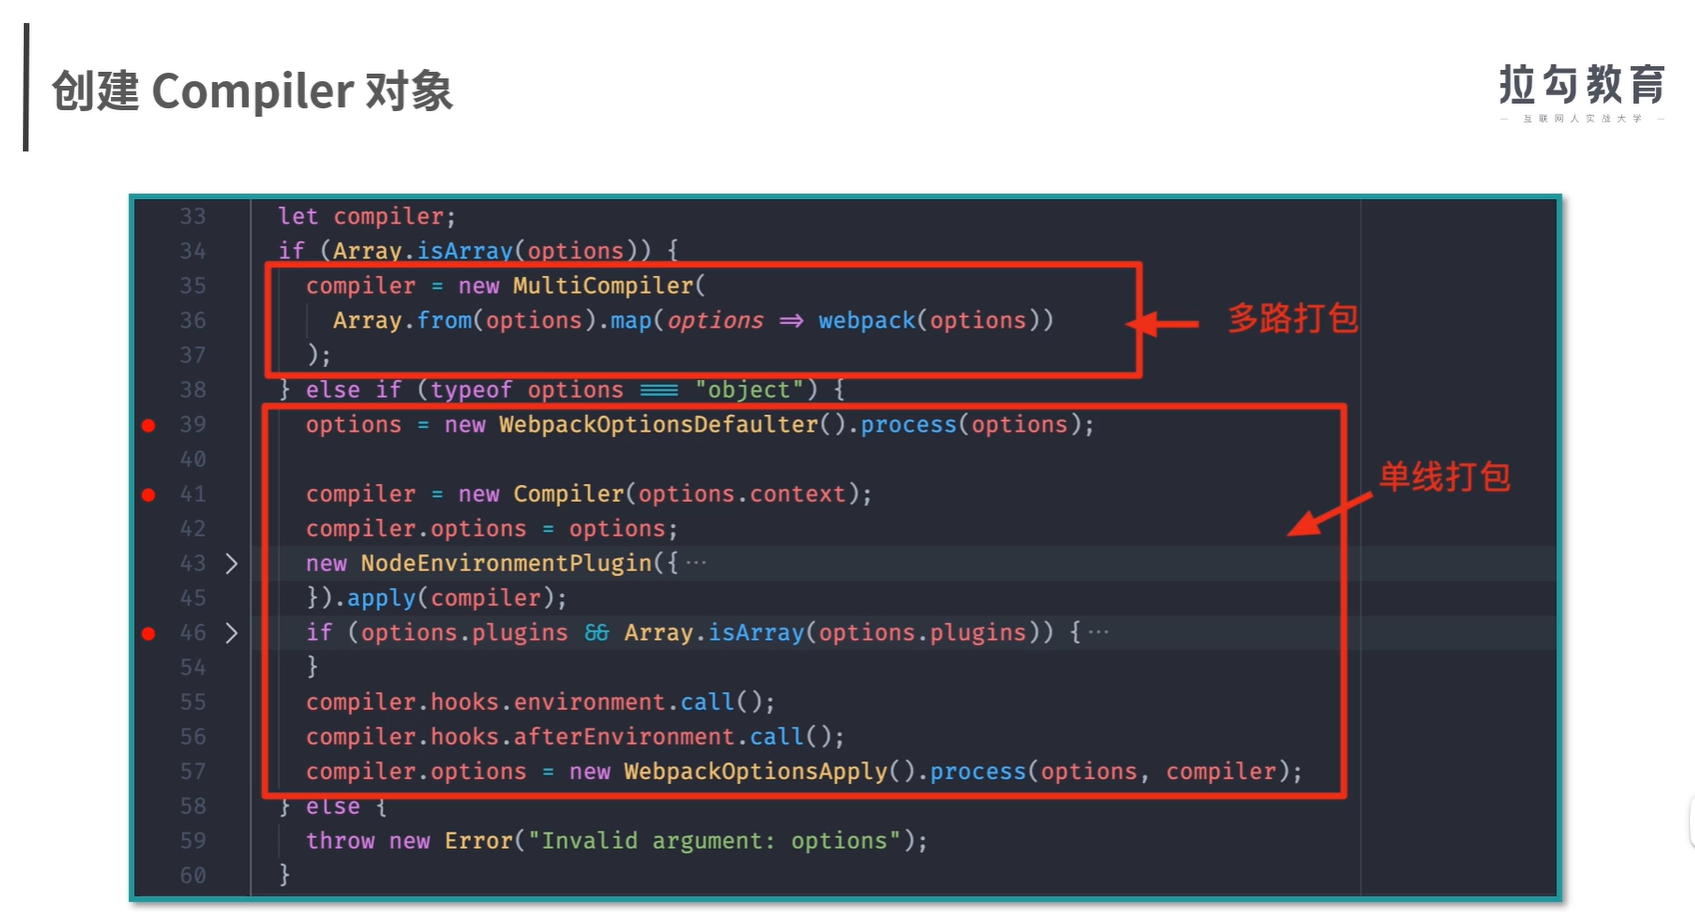 创建 Compiler 对象
拉勾教育
— 互联网人实战大学 —
33 let compiler;
34 if (Array.isArray(options)) {
35 compiler = new MultiCompiler(
36 Array.from(options).map(options => webpack(options))
多路打包
37 );
38 } else if (typeof options === "object") {
39 options = new WebpackOptionsDefaulter().process(options);
40
单线打包
41 compiler = new Compiler(options.context);
42 compiler.options = options;
43 new NodeEnvironmentPlugin({ ···
45 }).apply(compiler);
46 if (options.plugins && Array.isArray(options.plugins)) { ···
54 }
55 compiler.hooks.environment.call();
56 compiler.hooks.afterEnvironment.call();
57 compiler.options = new WebpackOptionsApply().process(options, compiler);
58 } else {
59 throw new Error("Invalid argument: options");
60 }